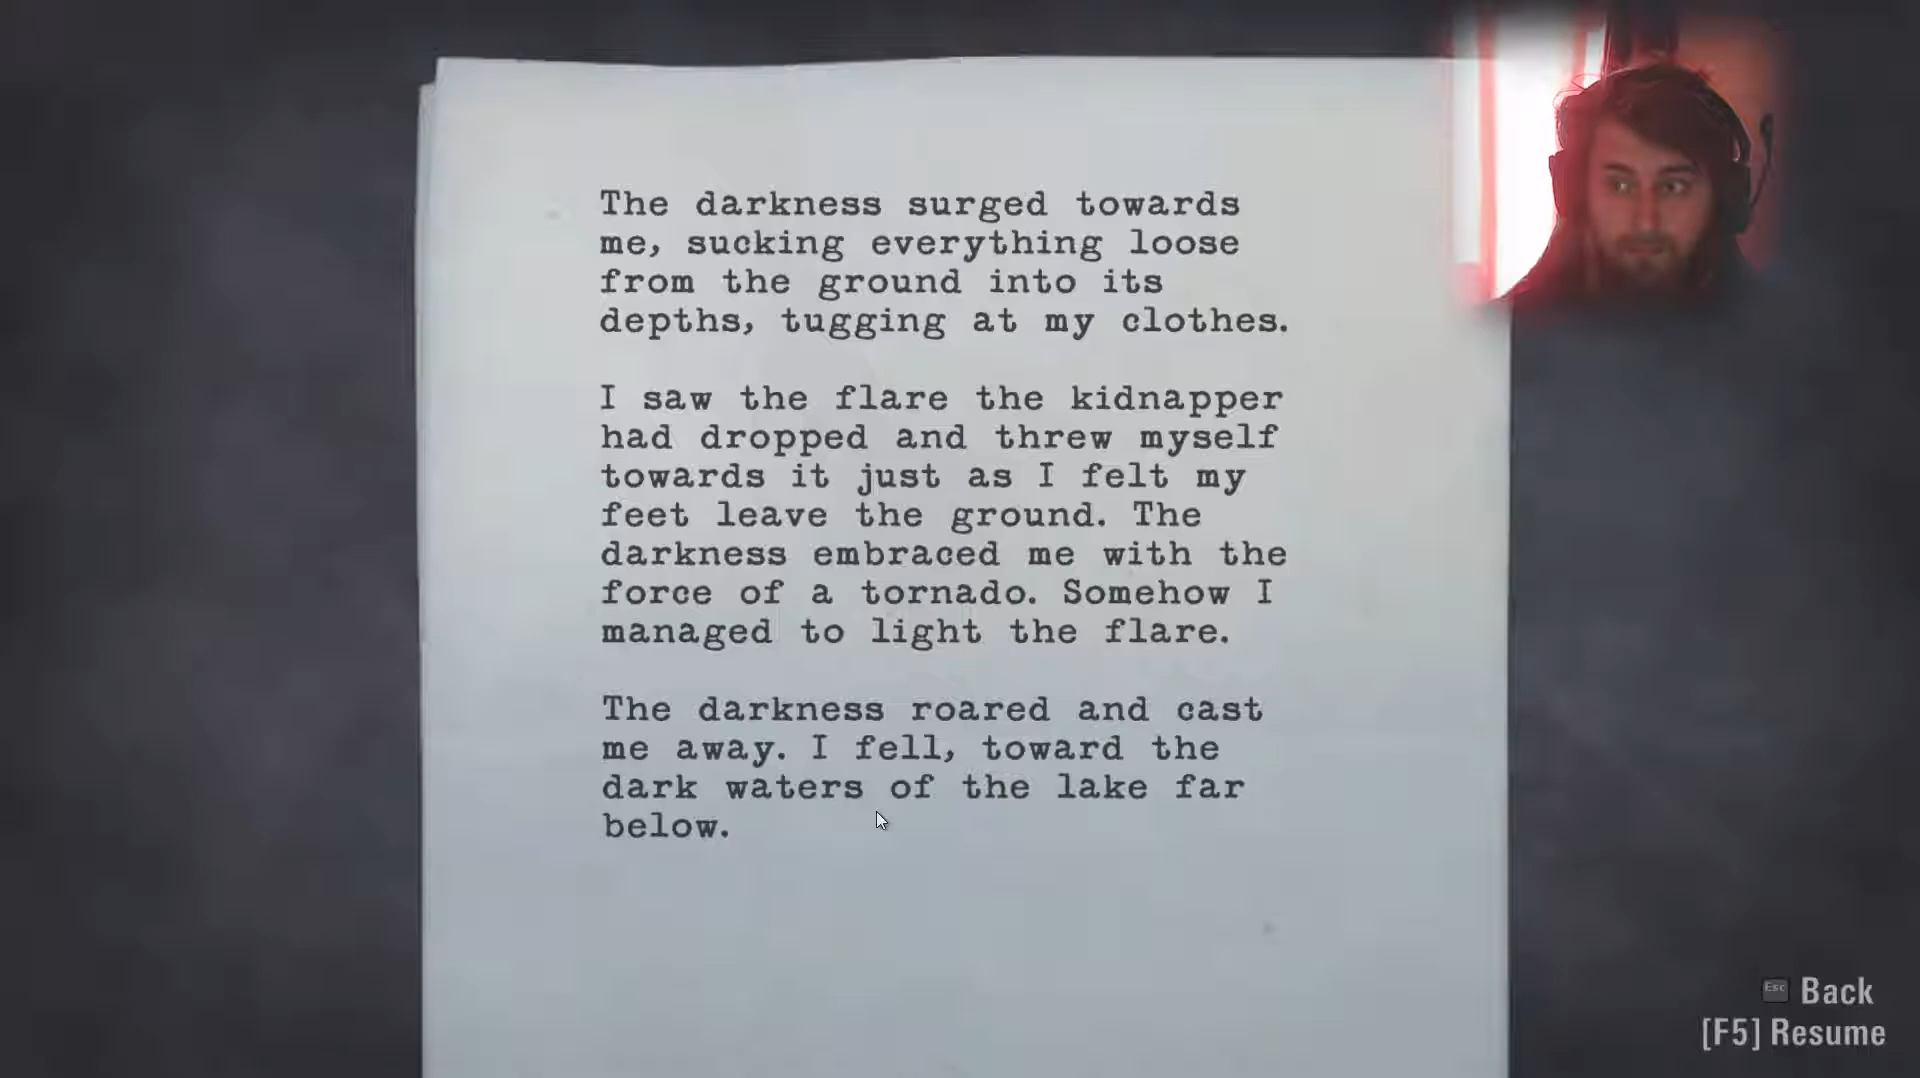 The darkness surged towards
me, sucking everything loose
from the ground into its
depths, tugging at my clothes.
I saw the flare the kidnapper
had dropped and threw myself
towards it just as I felt my
feet leave the ground. The
darkness embraced me with the
force of a tornado. Somehow I
managed to light the flare.
The darkness roared and cast
me away. I fell, toward the
dark waters of the lake far
below.
Esc Back
[F5] Resume